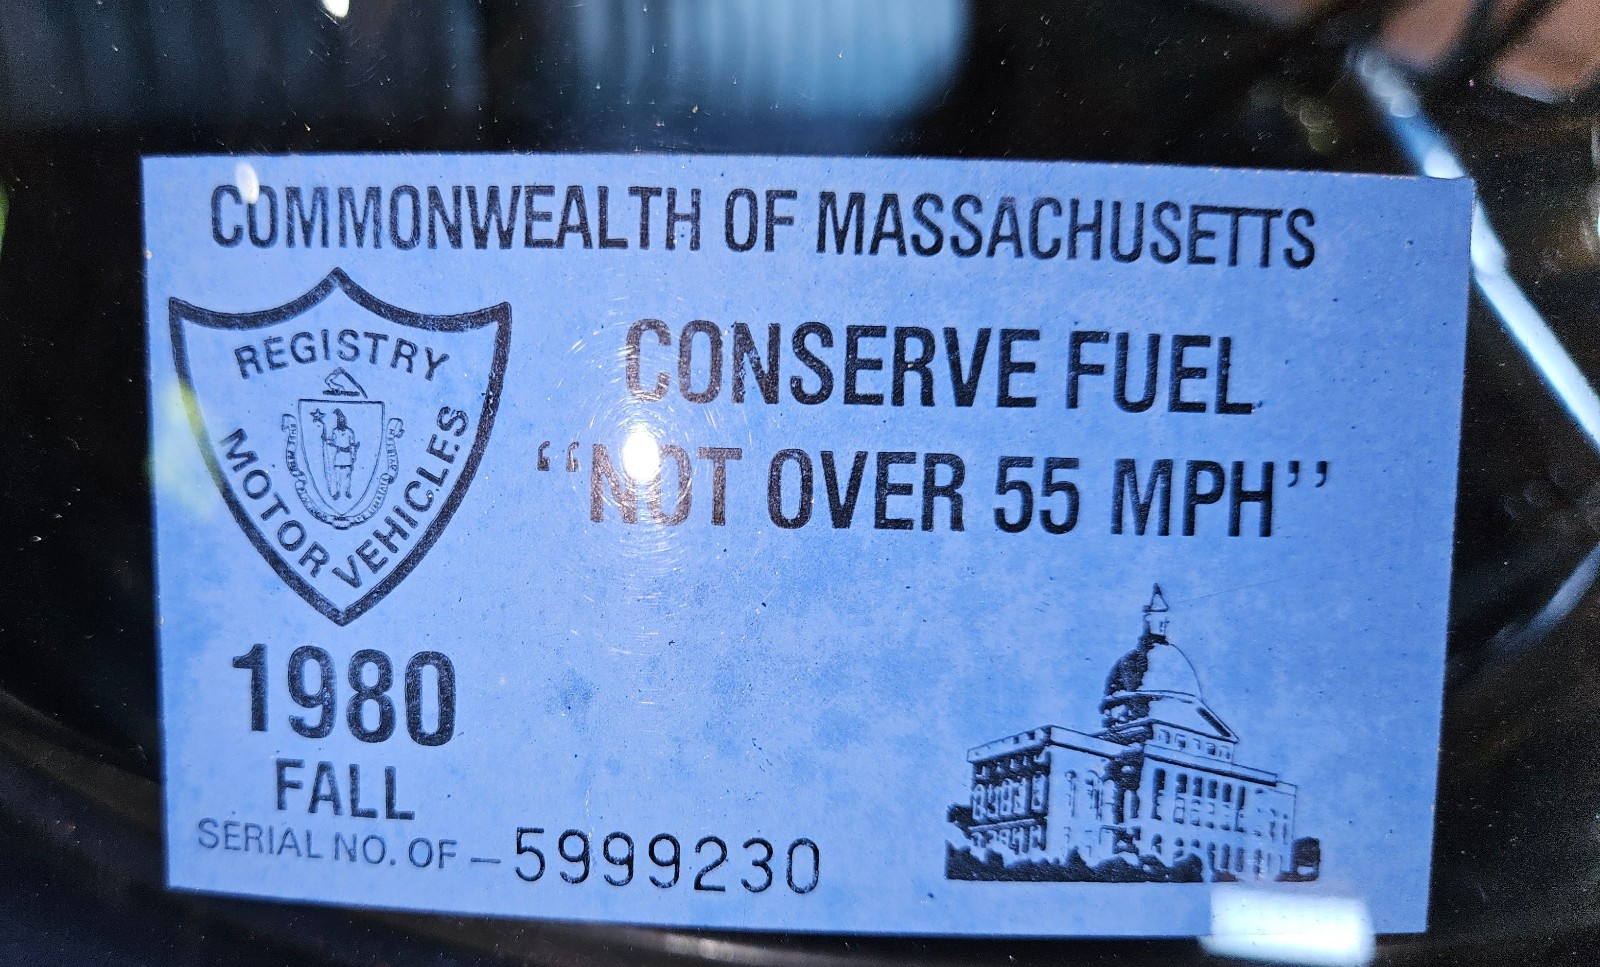 COMMONWEALTH OF MASSACHUSETTS
REGISTRY
MOTOR VEHICLES
CONSERVE FUEL
‘‘NOT OVER 55 MPH’’
1980
FALL
SERIAL NO. OF – 5999230